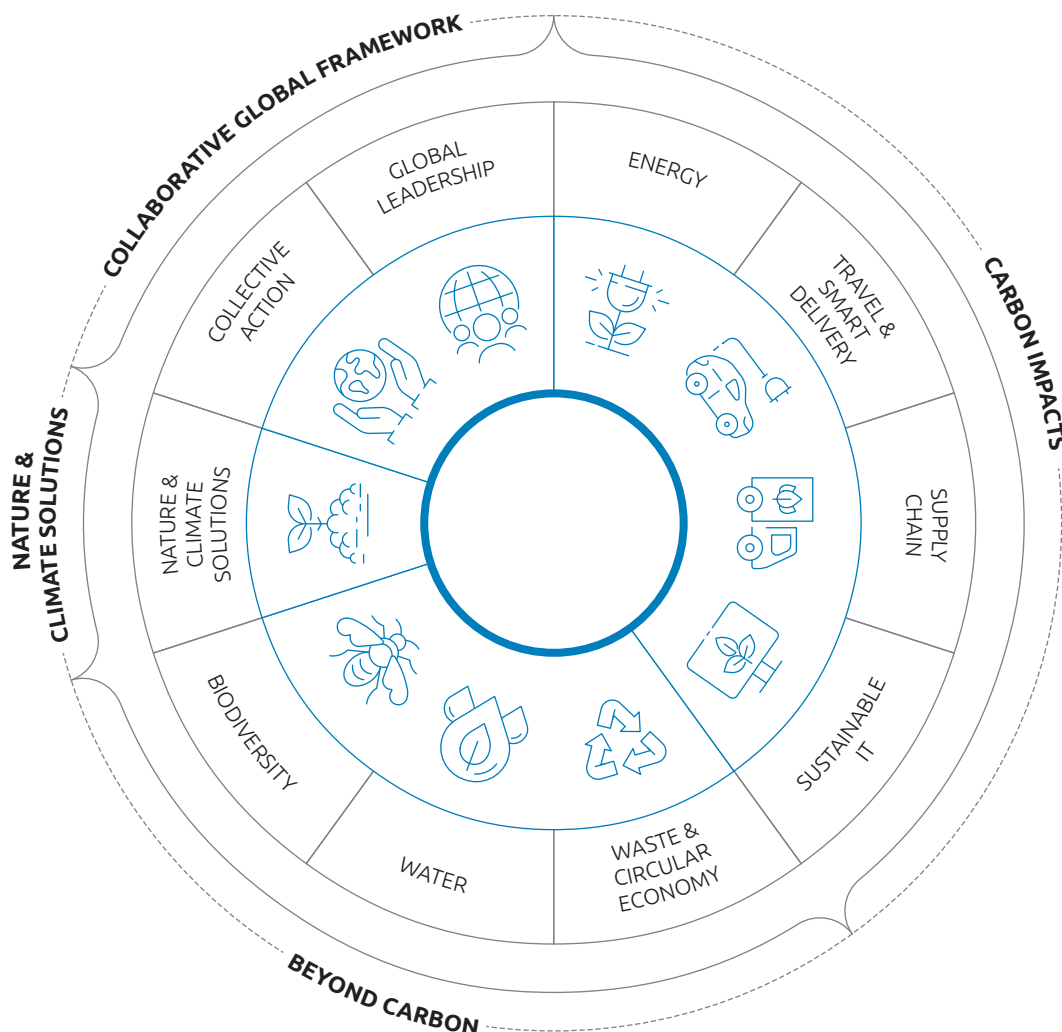 COLLABORATIVE GLOBAL FRAMEWORK
CARBON IMPACTS
BEYOND CARBON
NATURE &
CLIMATE SOLUTIONS
GLOBAL
LEADERSHIP
ENERGY
TRAVEL &
SMART
DELIVERY
SUPPLY
CHAIN
SUSTAINABLE
IT
WASTE &
CIRCULAR
ECONOMY
WATER
BIODIVERSITY
NATURE &
CLIMATE
SOLUTIONS
COLLECTIVE
ACTION